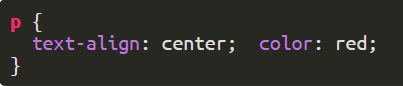 p {
  text-align: center;  color: red;
}